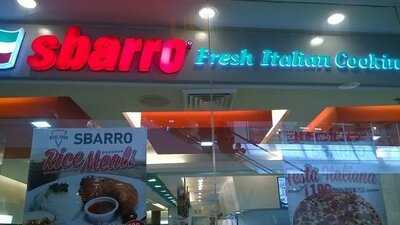 sbarro Fresh Italian Cookin
SBARRO
Rice Meals